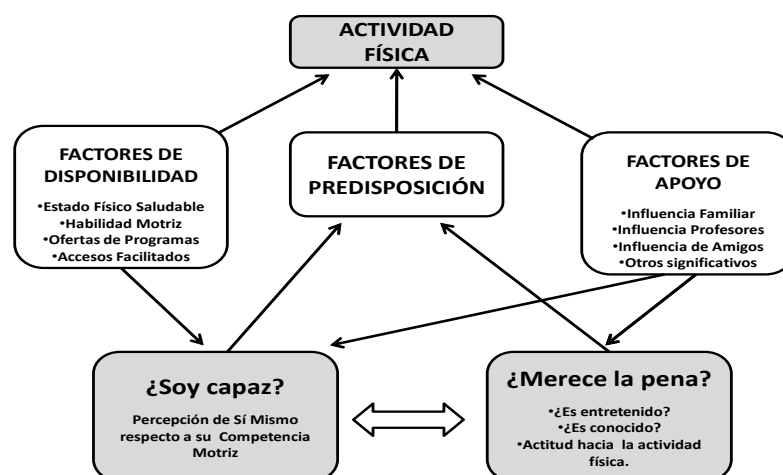 ACTIVIDAD
FÍSICA
FACTORES DE
DISPONIBILIDAD
•Estado Físico Saludable
•Habilidad Motriz
•Ofertas de Programas
•Accesos Facilitados
FACTORES DE
PREDISPOSICIÓN
FACTORES DE
APOYO
•Influencia Familiar
•Influencia Profesores
•Influencia de Amigos
•Otros significativos
¿Soy capaz?
Percepción de Sí Mismo
respecto a su Competencia
Motriz
¿Merece la pena?
•¿Es entretenido?
•¿Es conocido?
•Actitud hacia la actividad
física.